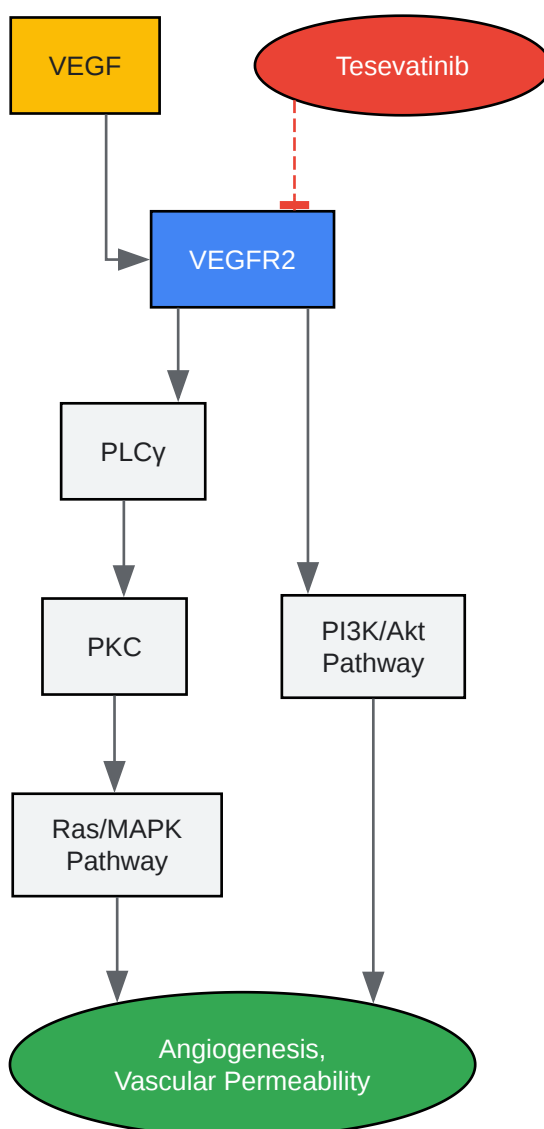 VEGF
Tesevatinib
VEGFR2
PLCγ
PKC
PI3K/Akt
Pathway
Ras/MAPK
Pathway
Angiogenesis,
Vascular Permeability